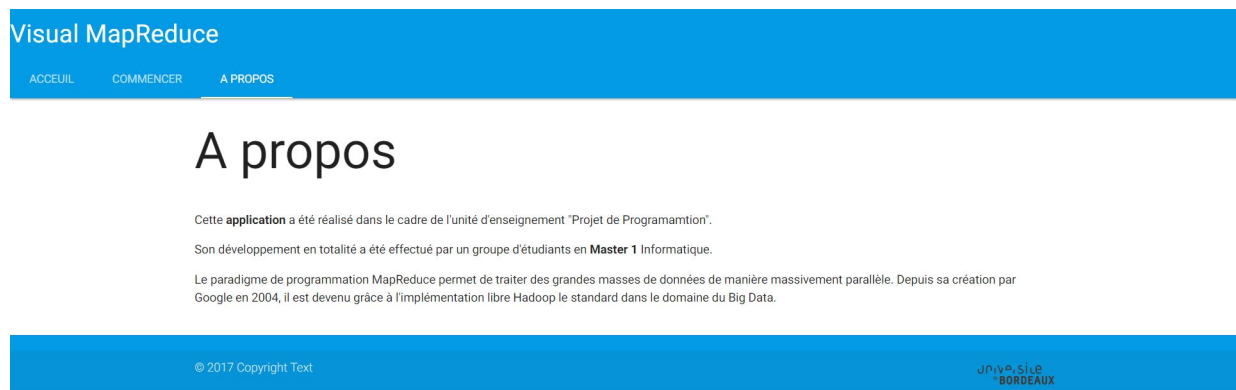 Visual MapReduce
ACCEUIL COMMENCER A PROPOS
A propos
Cette application a été réalisé dans le cadre de l'unité d'enseignement "Projet de Programamtion".
Son développement en totalité a été effectué par un groupe d'étudiants en Master 1 Informatique.
Le paradigme de programmation MapReduce permet de traiter des grandes masses de données de manière massivement parallèle. Depuis sa création par
Google en 2004, il est devenu grâce à l'implémentation libre Hadoop le standard dans le domaine du Big Data.
© 2017 Copyright Text
université
de BORDEAUX